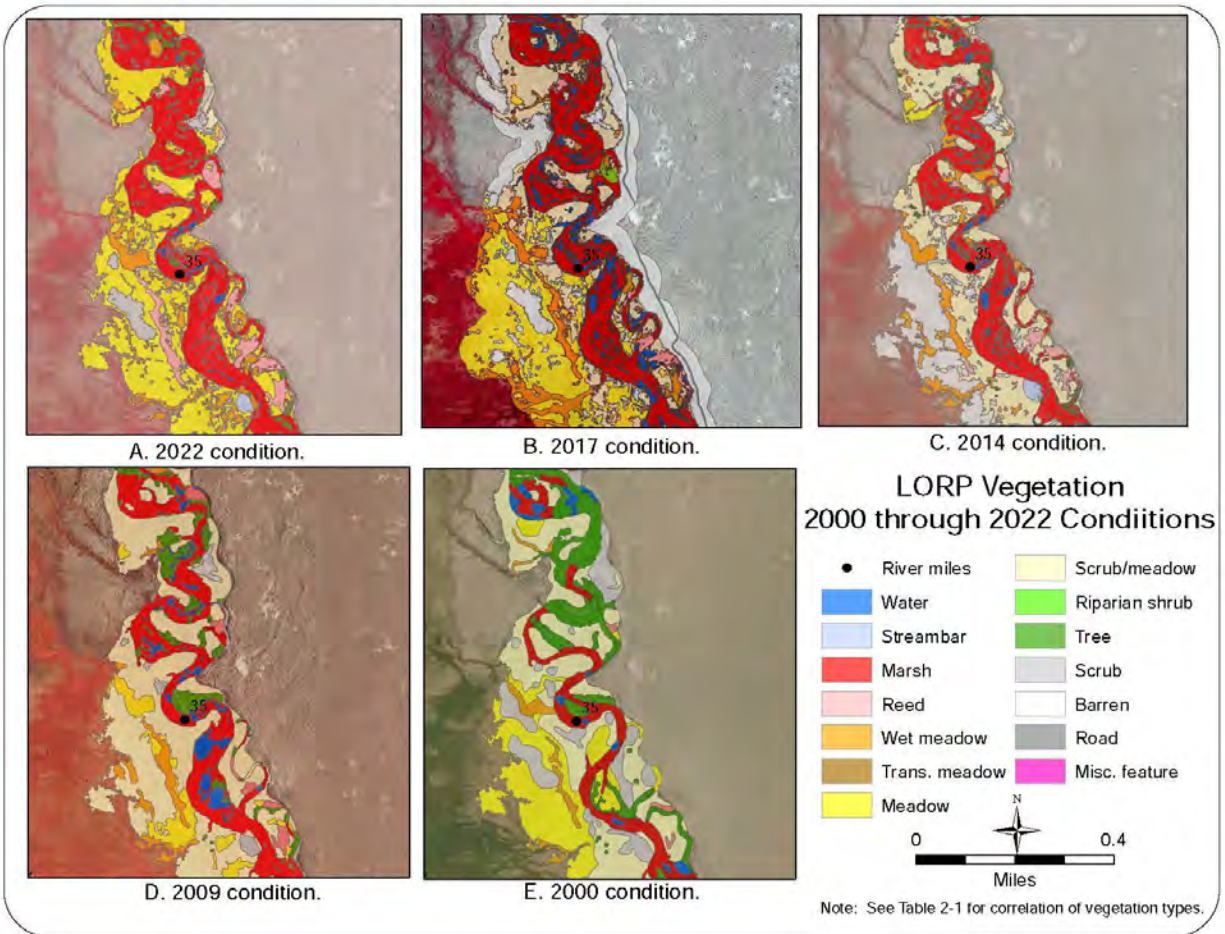 35
35
35
A. 2022 condition.
B. 2017 condition.
C. 2014 condition.
35
35
D. 2009 condition.
E. 2000 condition.
LORP Vegetation
2000 through 2022 Condiitions
River miles
Water
Streambar
Marsh
Reed
Wet meadow
Trans. meadow
Meadow
Scrub/meadow
Riparian shrub
Tree
Scrub
Barren
Road
Misc. feature
N
0 0.4
Miles
Note: See Table 2-1 for correlation of vegetation types.